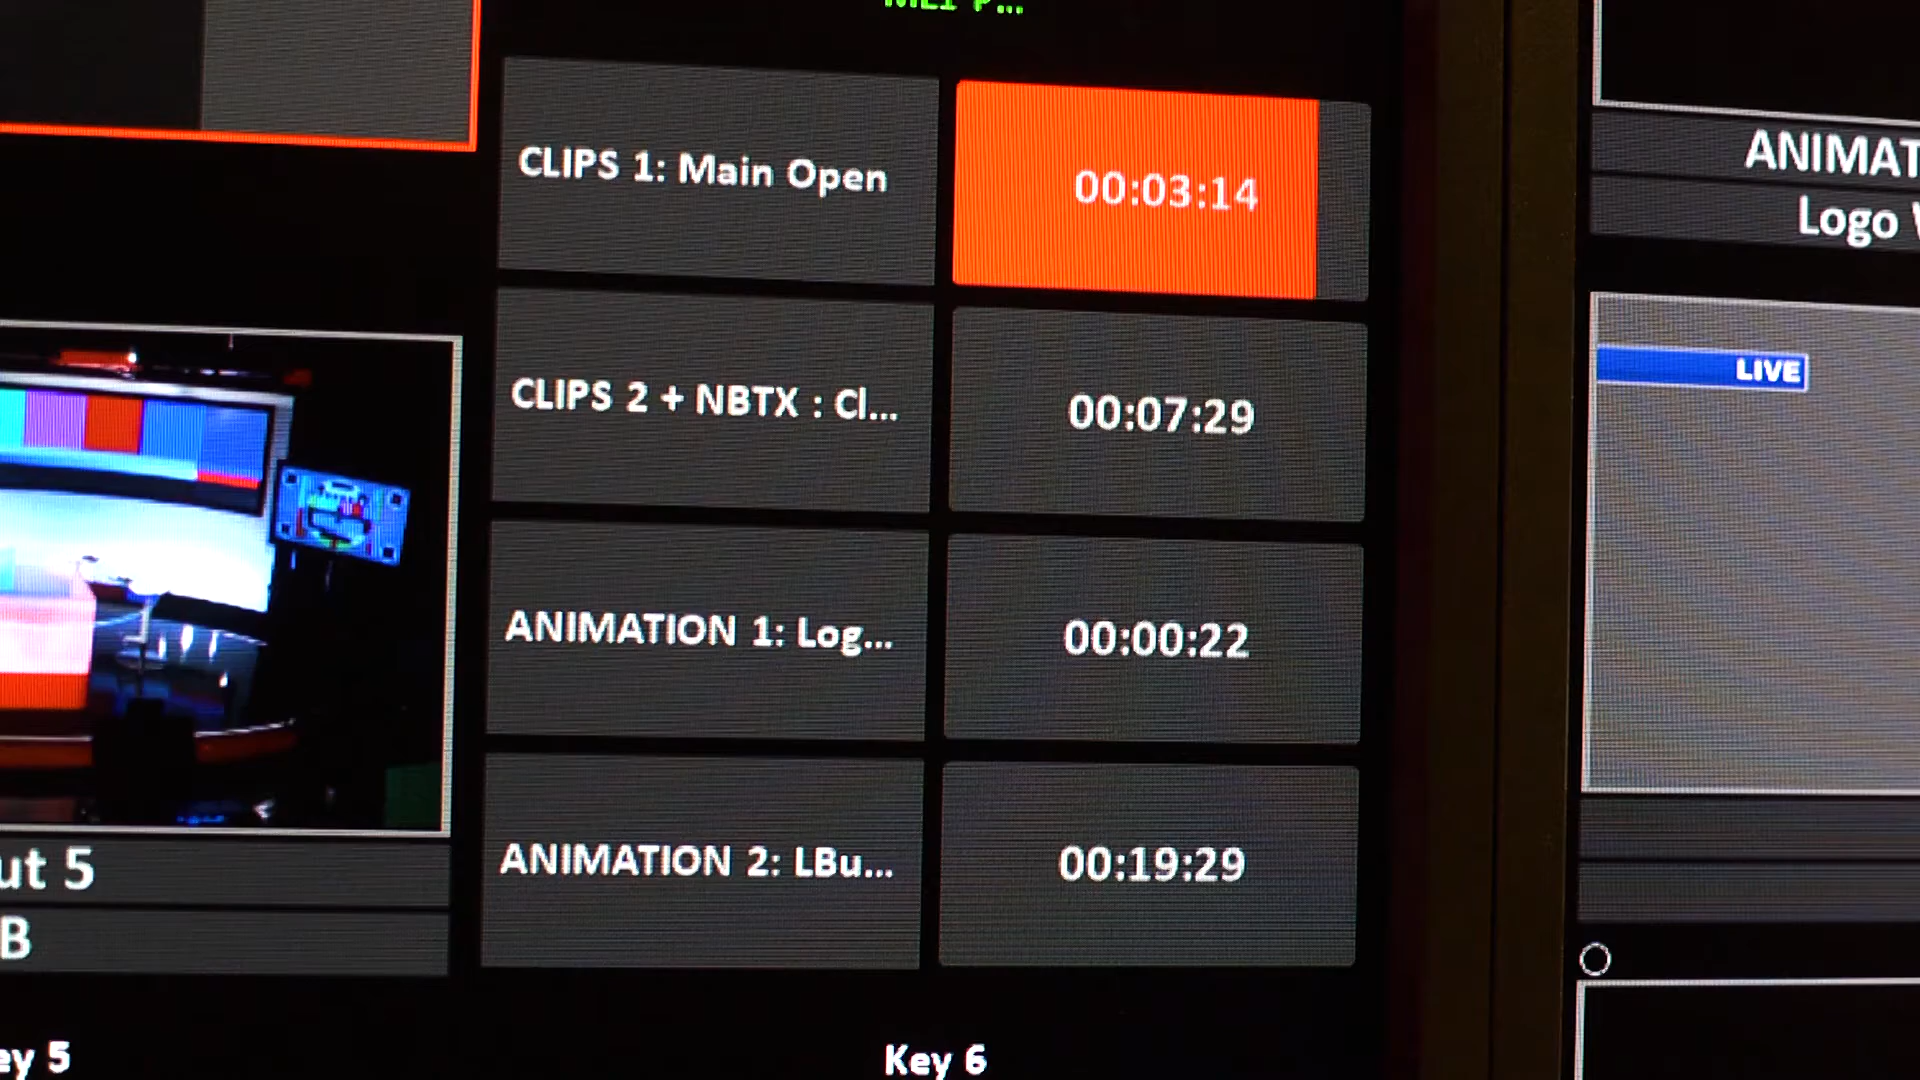 CLIPS 1: Main Open
00:03:14
CLIPS 2 + NBTX : Cl...
00:07:29
ANIMATION 1: Log...
00:00:22
ANIMATION 2: LBu...
00:19:29
ut 5
B
ey 5
Key 6
ANIMAT
Logo
LIVE